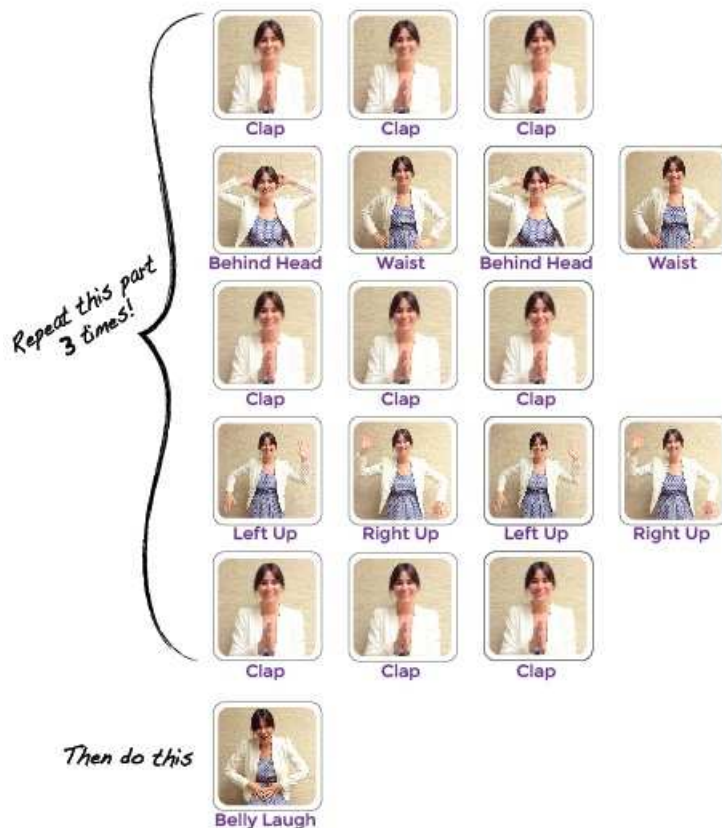 Clap Clap Clap
Behind Head Waist Behind Head Waist
Repeat this part
3 times!
Clap Clap Clap
Left Up Right Up Left Up Right Up
Clap Clap Clap
Then do this
Belly Laugh